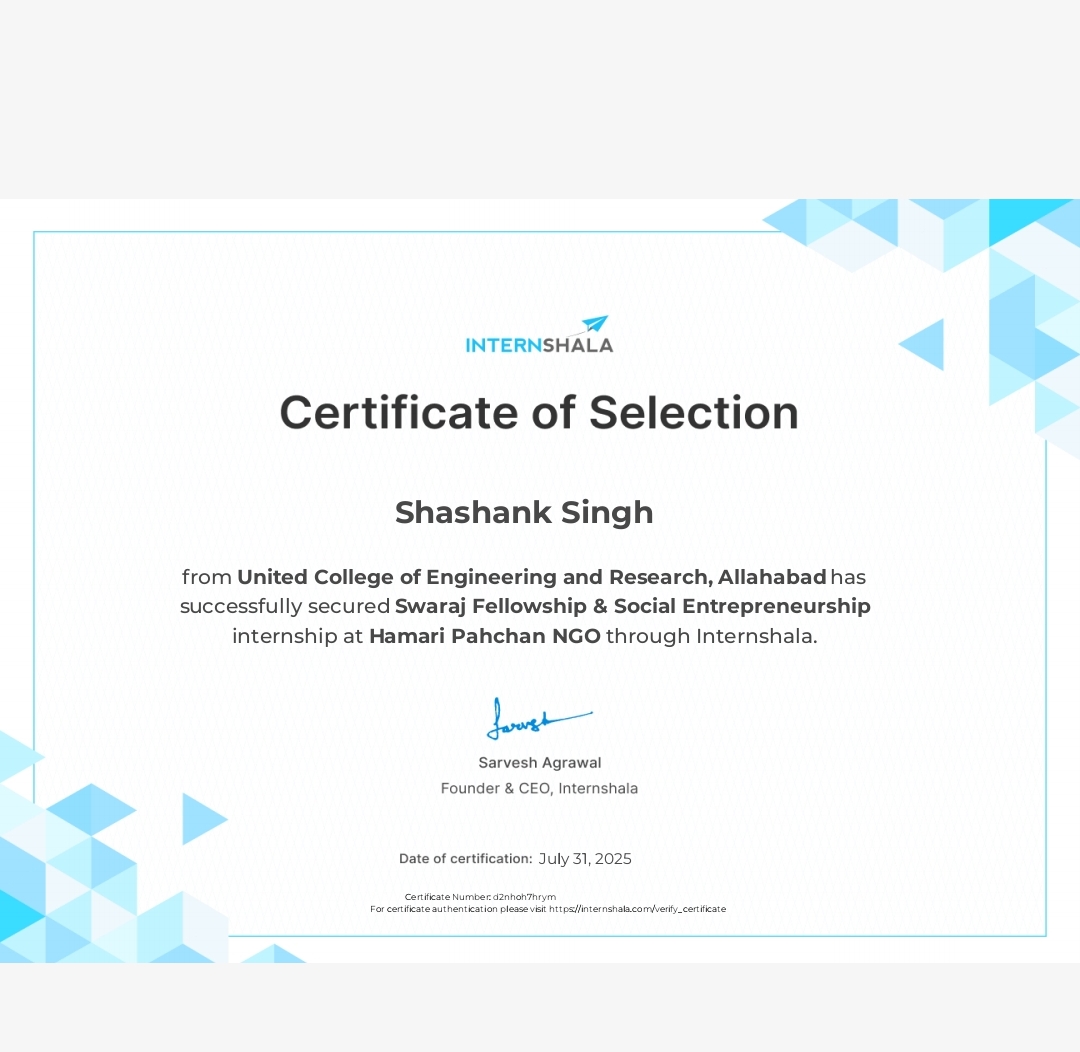 INTERNSHALA
Certificate of Selection
Shashank Singh
from United College of Engineering and Research, Allahabad has
successfully secured Swaraj Fellowship & Social Entrepreneurship
internship at Hamari Pahchan NGO through Internshala.
Sarvesh
Sarvesh Agrawal
Founder & CEO, Internshala
Date of certification: July 31, 2025
Certificate Number: d2nhoh7hrym
For certificate authentication please visit https://internshala.com/verify_certificate